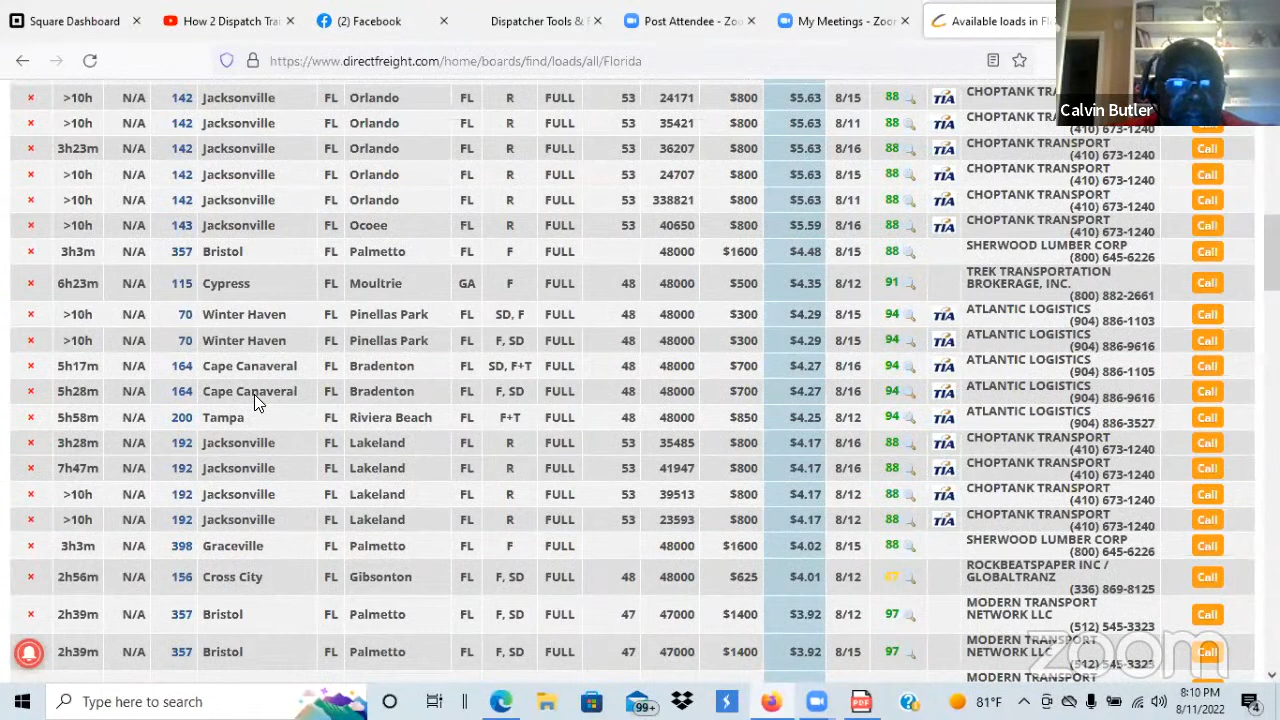 Square Dashboard
How 2 Dispatch Tra
(2) Facebook
Dispatcher Tools & F
Post Attendee - Zoo
My Meetings - Zoom
Available loads in Fl
https://www.directfreight.com/home/boards/find/loads/all/Florida
Calvin Butler
>10h N/A 142 Jacksonville FL Orlando FL R FULL 53 24171 $800 $5.63 8/15 88 TIA CHOPTANK
>10h N/A 142 Jacksonville FL Orlando FL R FULL 53 35421 $800 $5.63 8/11 88 TIA CHOPTANK (410) 673-1240
3h23m N/A 142 Jacksonville FL Orlando FL R FULL 53 36207 $800 $5.63 8/16 88 TIA CHOPTANK TRANSPORT (410) 673-1240 Call
>10h N/A 142 Jacksonville FL Orlando FL R FULL 53 24707 $800 $5.63 8/15 88 TIA CHOPTANK TRANSPORT (410) 673-1240 Call
>10h N/A 142 Jacksonville FL Orlando FL R FULL 53 338821 $800 $5.63 8/11 88 TIA CHOPTANK TRANSPORT (410) 673-1240 Call
>10h N/A 143 Jacksonville FL Ocoee FL R FULL 53 40650 $800 $5.59 8/16 88 TIA CHOPTANK TRANSPORT (410) 673-1240 Call
3h3m N/A 357 Bristol FL Palmetto FL F FULL 48000 $1600 $4.48 8/15 88 SHERWOOD LUMBER CORP (800) 645-6226 Call
6h23m N/A 115 Cypress FL Moultrie GA F FULL 48 48000 $500 $4.35 8/12 91 TREK TRANSPORTATION BROKERAGE, INC. (800) 882-2661 Call
>10h N/A 70 Winter Haven FL Pinellas Park FL SD, F FULL 48 48000 $300 $4.29 8/15 94 TIA ATLANTIC LOGISTICS (904) 886-1103 Call
>10h N/A 70 Winter Haven FL Pinellas Park FL F, SD FULL 48 48000 $300 $4.29 8/15 94 TIA ATLANTIC LOGISTICS (904) 886-9616 Call
5h17m N/A 164 Cape Canaveral FL Bradenton FL SD, F+T FULL 48 48000 $700 $4.27 8/16 94 TIA ATLANTIC LOGISTICS (904) 886-1105 Call
5h28m N/A 164 Cape Canaveral FL Bradenton FL F, SD FULL 48 48000 $700 $4.27 8/16 94 TIA ATLANTIC LOGISTICS (904) 886-9616 Call
5h58m N/A 200 Tampa FL Riviera Beach FL F+T FULL 48 48000 $850 $4.25 8/12 94 TIA ATLANTIC LOGISTICS (904) 886-3527 Call
3h28m N/A 192 Jacksonville FL Lakeland FL R FULL 53 35485 $800 $4.17 8/16 88 TIA CHOPTANK TRANSPORT (410) 673-1240 Call
7h47m N/A 192 Jacksonville FL Lakeland FL R FULL 53 41947 $800 $4.17 8/16 88 TIA CHOPTANK TRANSPORT (410) 673-1240 Call
>10h N/A 192 Jacksonville FL Lakeland FL R FULL 53 39513 $800 $4.17 8/12 88 TIA CHOPTANK TRANSPORT (410) 673-1240 Call
>10h N/A 192 Jacksonville FL Lakeland FL R FULL 53 23593 $800 $4.17 8/12 88 TIA CHOPTANK TRANSPORT (410) 673-1240 Call
3h3m N/A 398 Graceville FL Palmetto FL F FULL 48000 $1600 $4.02 8/15 88 SHERWOOD LUMBER CORP (800) 645-6226 Call
2h56m N/A 156 Cross City FL Gibsonton FL F, SD FULL 48 48000 $625 $4.01 8/12 67 ROCKBEATSPAPER INC / GLOBALTRANZ (336) 869-8125 Call
2h39m N/A 357 Bristol FL Palmetto FL F, SD FULL 47 47000 $1400 $3.92 8/12 97 MODERN TRANSPORT NETWORK LLC (512) 545-3323 Call
2h39m N/A 357 Bristol FL Palmetto FL F, SD FULL 47 47000 $1400 $3.92 8/15 97 MODERN TRANSPORT NETWORK LLC (512) 545-3323 Call
MODERN TRANSPORT
zoom
Type here to search
99+
PDF
81°F
8:10 PM
8/11/2022
4